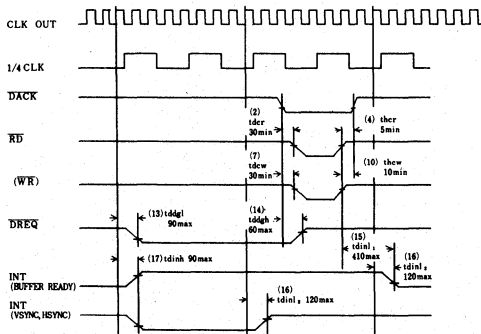 CLK OUT
1/4 CLK
DACK
(2)
tdcr
30min
(4) thcr
5min
RD
(7)
tdcw
30min
(10) thcw
10min
(WR)
(13) tddgl
90max
(14)
tddgh
60max
DREQ
(15)
tdinl₁
410max
(17) tdinh 90max
(16)
tdinl₂
120max
INT
(BUFFER READY)
(16)
tdinl₂ 120max
INT
(VSYNC, HSYNC)